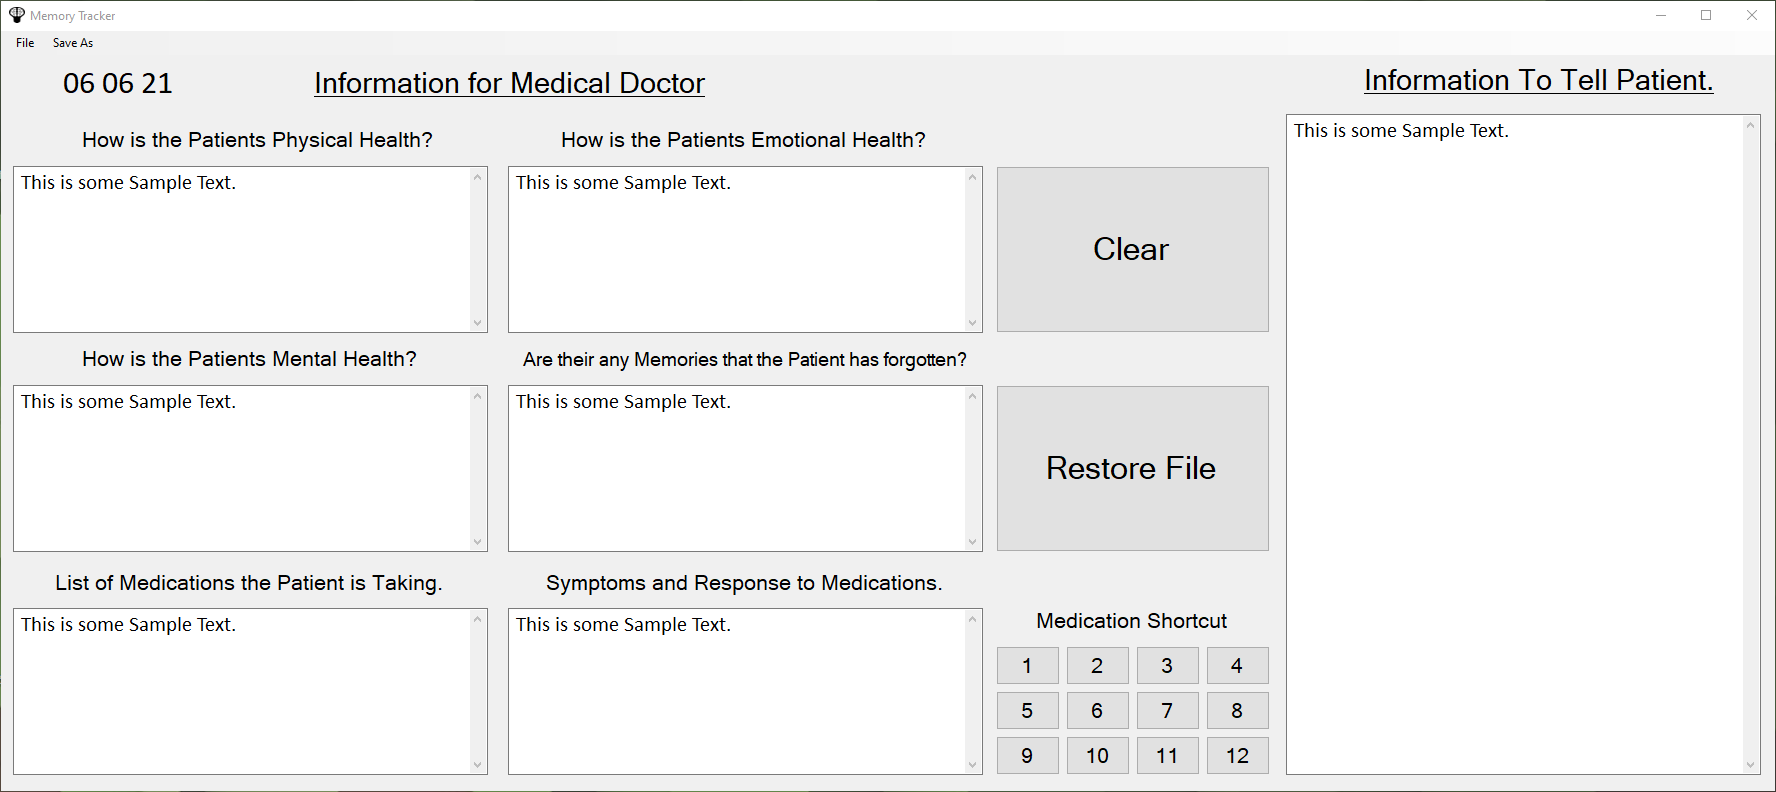 Memory Tracker
File Save As
06 06 21
Information for Medical Doctor
Information To Tell Patient.
How is the Patients Physical Health?
How is the Patients Emotional Health?
This is some Sample Text.
This is some Sample Text.
Clear
This is some Sample Text.
How is the Patients Mental Health?
Are their any Memories that the Patient has forgotten?
This is some Sample Text.
This is some Sample Text.
Restore File
List of Medications the Patient is Taking.
Symptoms and Response to Medications.
This is some Sample Text.
This is some Sample Text.
Medication Shortcut
1 2 3 4
5 6 7 8
9 10 11 12